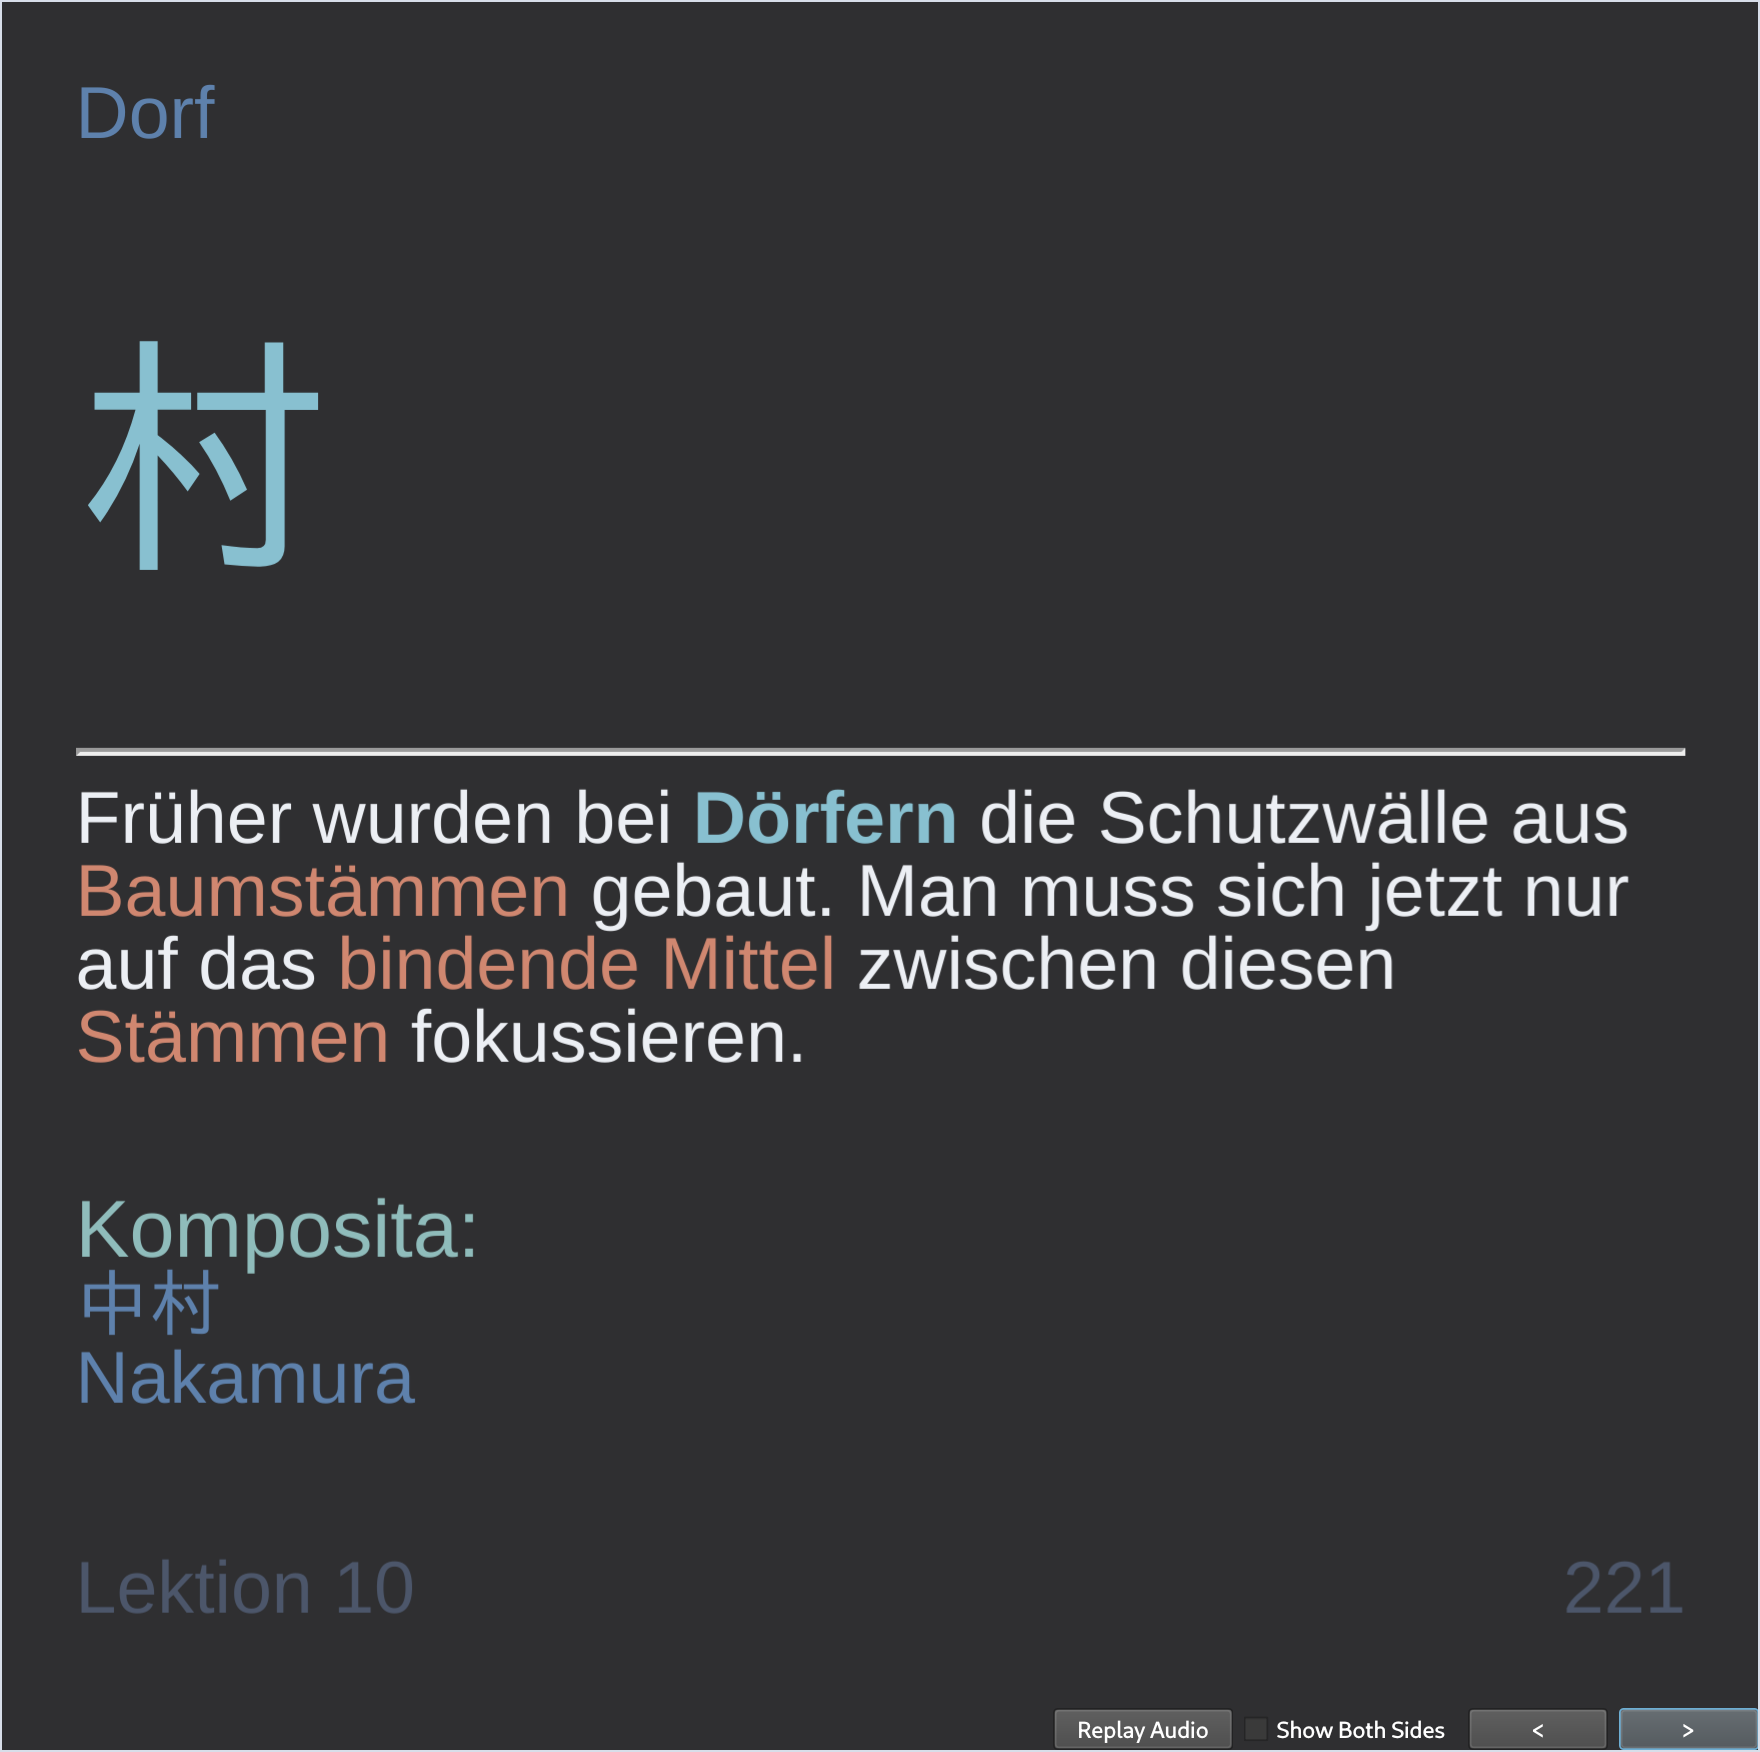 Dorf
村
Früher wurden bei Dörfern die Schutzwälle aus
Baumstämmen gebaut. Man muss sich jetzt nur
auf das bindende Mittel zwischen diesen
Stämmen fokussieren.
Komposita:
中村
Nakamura
Lektion 10 221
Replay Audio Show Both Sides < >